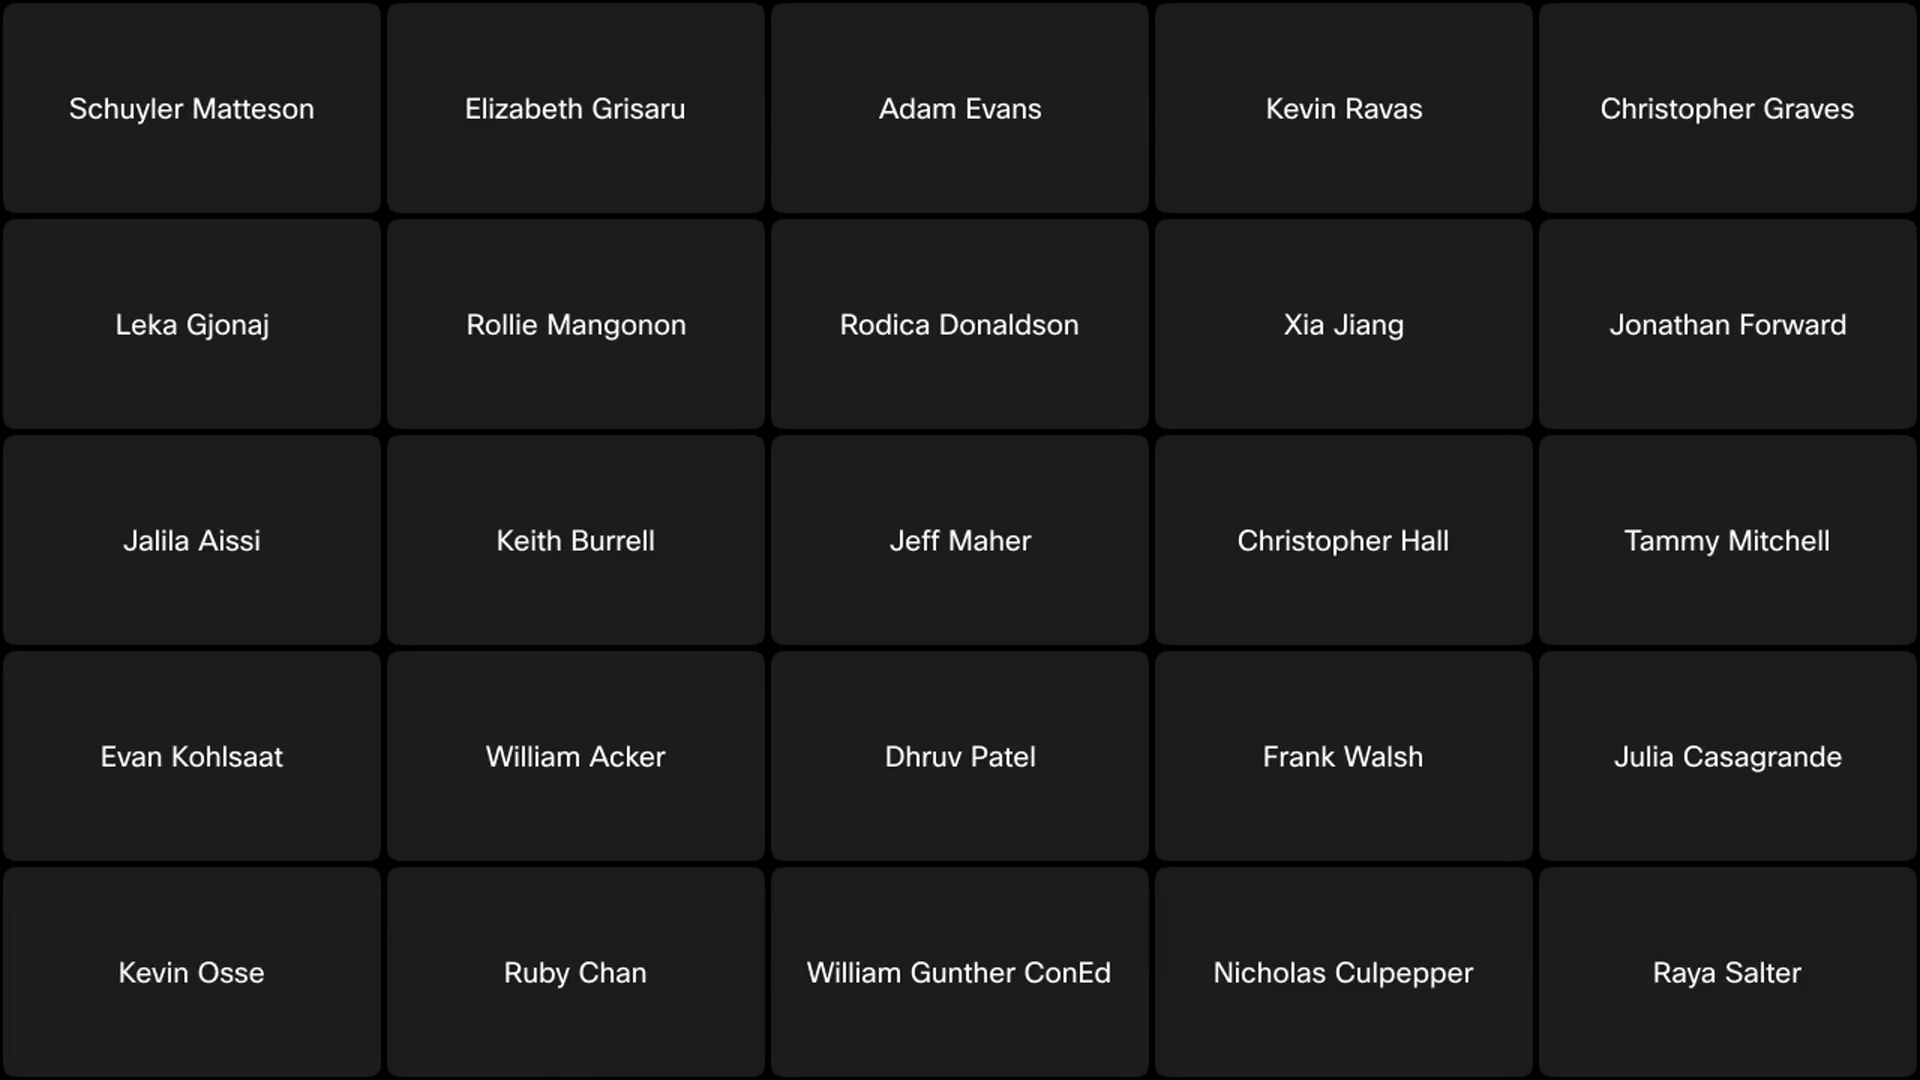 Schuyler Matteson
Elizabeth Grisaru
Adam Evans
Kevin Ravas
Christopher Graves
Leka Gjonaj
Rollie Mangonon
Rodica Donaldson
Xia Jiang
Jonathan Forward
Jalila Aissi
Keith Burrell
Jeff Maher
Christopher Hall
Tammy Mitchell
Evan Kohlsaat
William Acker
Dhruv Patel
Frank Walsh
Julia Casagrande
Kevin Osse
Ruby Chan
William Gunther ConEd
Nicholas Culpepper
Raya Salter